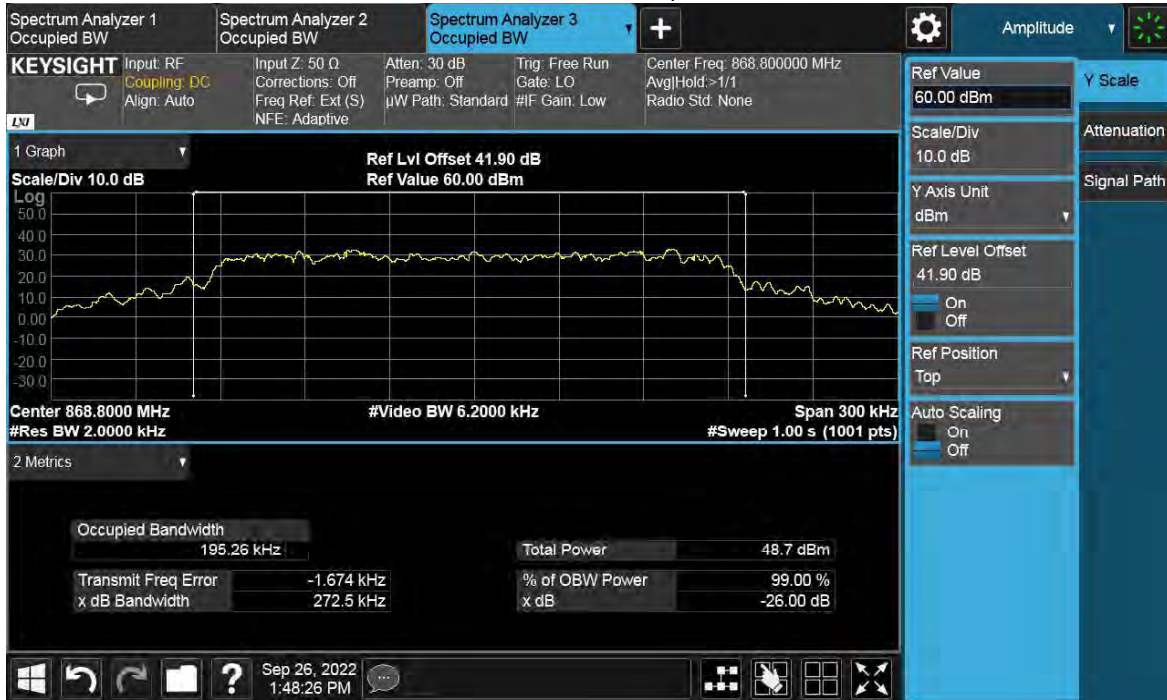 Spectrum Analyzer 1
Occupied BW
Spectrum Analyzer 2
Occupied BW
Spectrum Analyzer 3
Occupied BW
Amplitude
KEYSIGHT
LXI
Input: RF
Coupling: DC
Align: Auto
Input Z: 50 Ω
Corrections: Off
Freq Ref: Ext (S)
NFE: Adaptive
Atten: 30 dB
Preamp: Off
µW Path: Standard
Trig: Free Run
Gate: LO
#IF Gain: Low
Center Freq: 868.800000 MHz
Avg|Hold:>1/1
Radio Std: None
1 Graph
Scale/Div 10.0 dB
Ref Lvl Offset 41.90 dB
Ref Value 60.00 dBm
Log
50.0
40.0
30.0
20.0
10.0
0.00
-10.0
-20.0
-30.0
Center 868.8000 MHz
#Res BW 2.0000 kHz
#Video BW 6.2000 kHz
Span 300 kHz
#Sweep 1.00 s (1001 pts)
2 Metrics
Occupied Bandwidth
195.26 kHz
Total Power 48.7 dBm
Transmit Freq Error -1.674 kHz
% of OBW Power 99.00 %
x dB Bandwidth 272.5 kHz
x dB -26.00 dB
Ref Value
60.00 dBm
Scale/Div
10.0 dB
Y Axis Unit
dBm
Ref Level Offset
41.90 dB
On
Off
Ref Position
Top
Auto Scaling
On
Off
Y Scale
Attenuation
Signal Path
?
Sep 26, 2022
1:48:26 PM